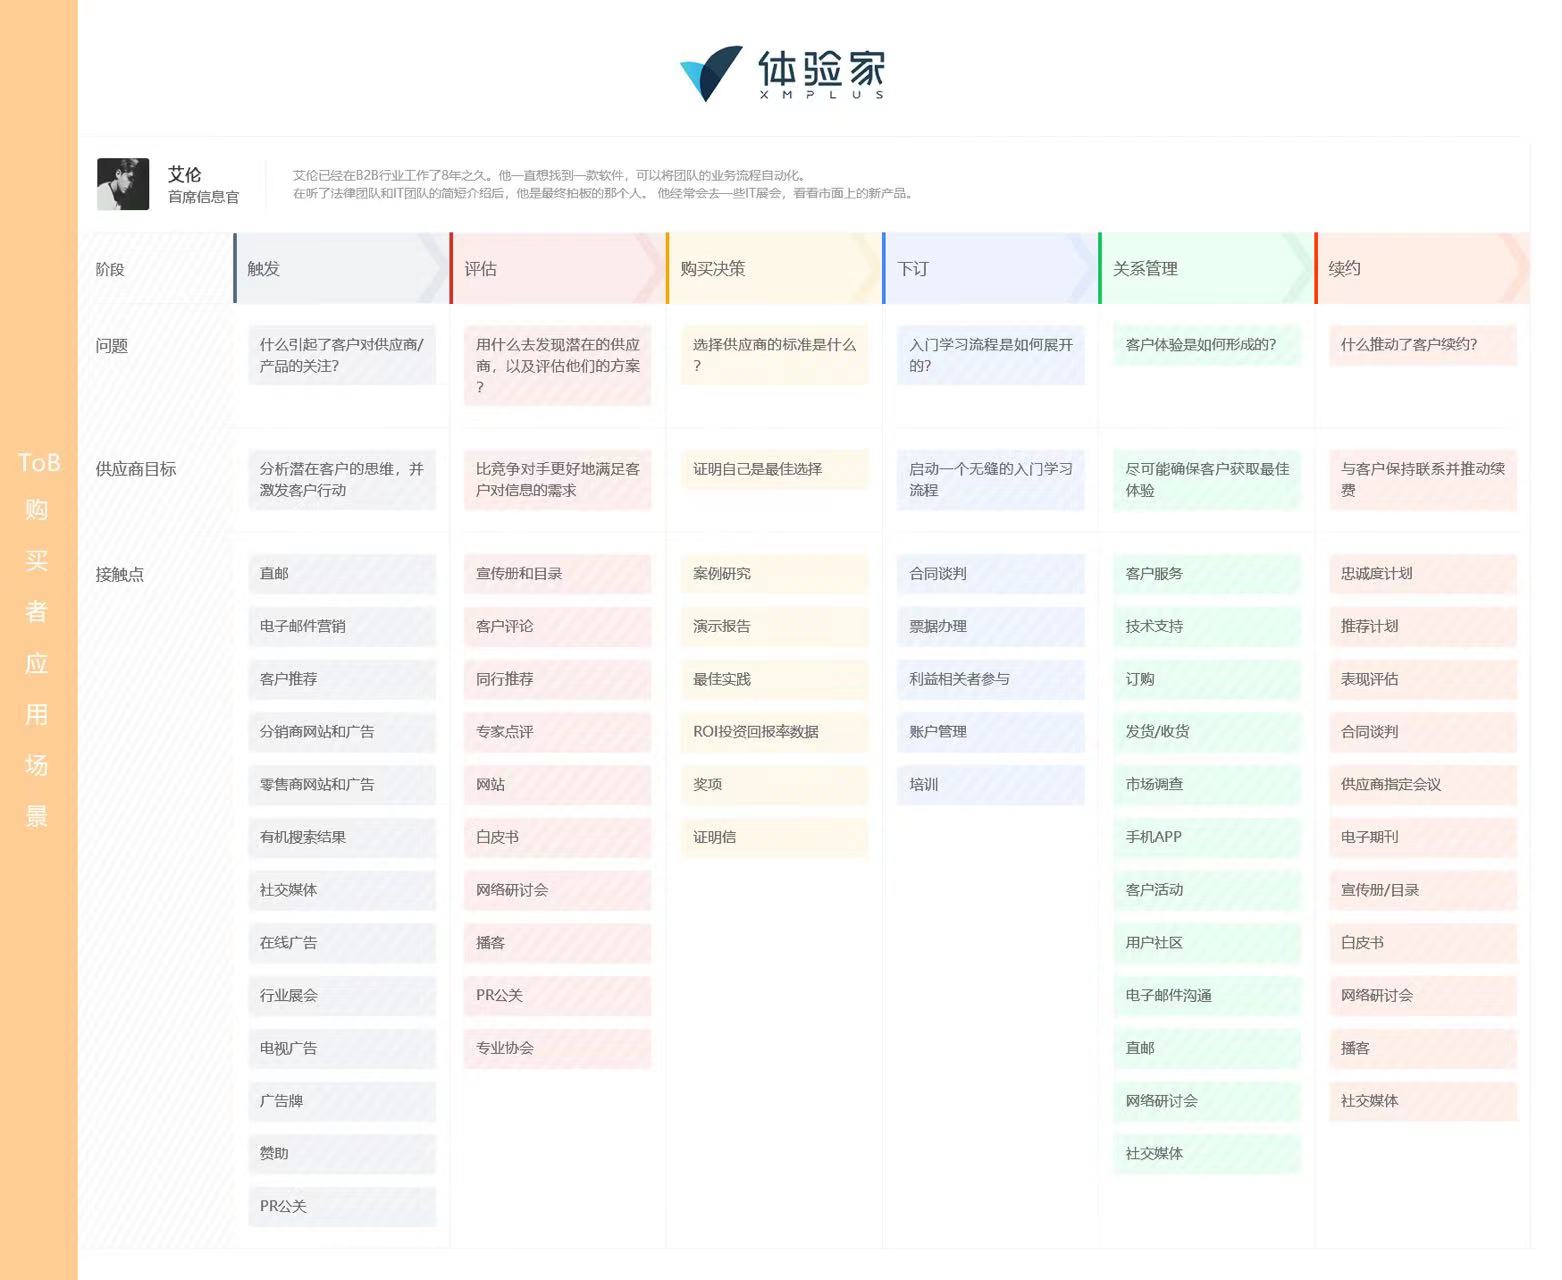 体验家
XMPLUS
ToB
购
买
者
应
用
场
景
艾伦
首席信息官
艾伦已经在B2B行业工作了8年之久。他一直想找到一款软件，可以将团队的业务流程自动化。
在听了法律团队和IT团队的简短介绍后，他是最终拍板的那个人。 他经常会去一些IT展会，看看市面上的新产品。
阶段
触发
评估
购买决策
下订
关系管理
续约
问题
什么引起了客户对供应商/
产品的关注？
用什么去发现潜在的供应
商，以及评估他们的方案
？
选择供应商的标准是什么
？
入门学习流程是如何展开
的？
客户体验是如何形成的？
什么推动了客户续约？
供应商目标
分析潜在客户的思维，并
激发客户行动
比竞争对手更好地满足客
户对信息的需求
证明自己是最佳选择
启动一个无缝的入门学习
流程
尽可能确保客户获取最佳
体验
与客户保持联系并推动续
费
接触点
直邮
电子邮件营销
客户推荐
分销商网站和广告
零售商网站和广告
有机搜索结果
社交媒体
在线广告
行业展会
电视广告
广告牌
赞助
PR公关
宣传册和目录
客户评论
同行推荐
专家点评
网站
白皮书
网络研讨会
播客
PR公关
专业协会
案例研究
演示报告
最佳实践
ROI投资回报率数据
奖项
证明信
合同谈判
票据办理
利益相关者参与
账户管理
培训
客户服务
技术支持
订购
发货/收货
市场调查
手机APP
客户活动
用户社区
电子邮件沟通
直邮
网络研讨会
社交媒体
忠诚度计划
推荐计划
表现评估
合同谈判
供应商指定会议
电子期刊
宣传册/目录
白皮书
网络研讨会
播客
社交媒体